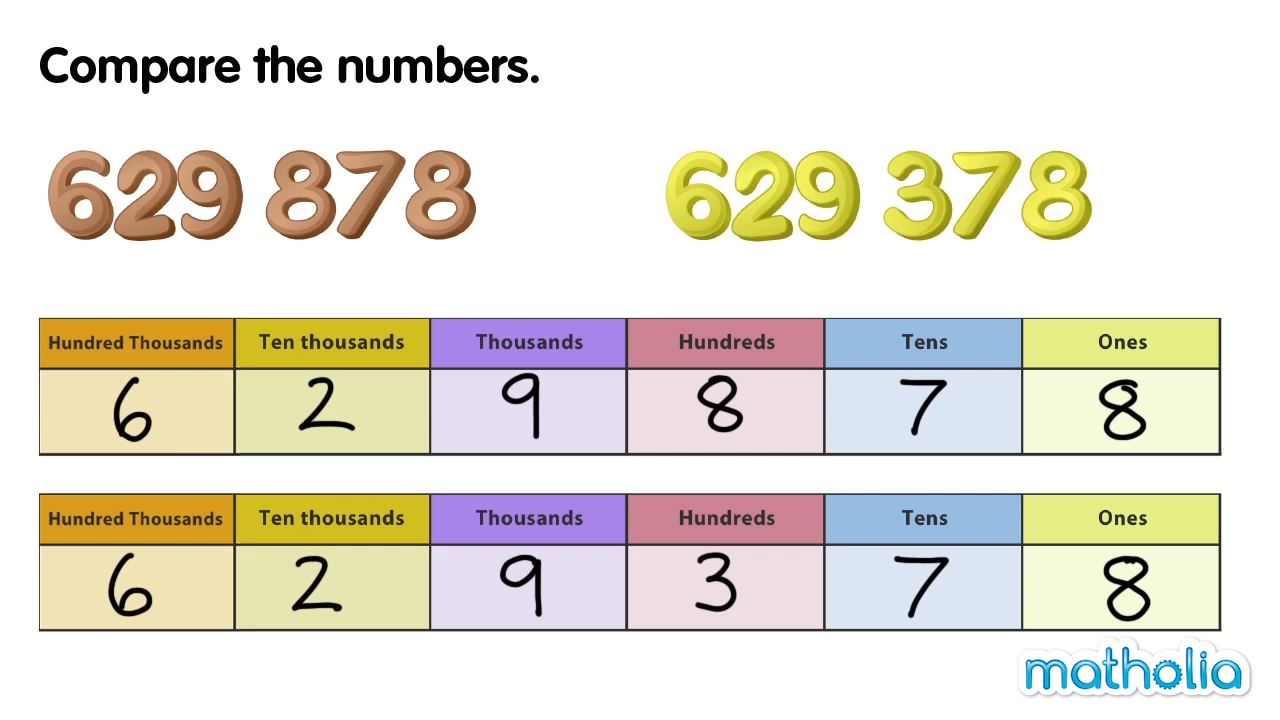 Compare the numbers.
629 878 629 378
Hundred Thousands Ten thousands Thousands Hundreds Tens Ones
6 2 9 8 7 8
Hundred Thousands Ten thousands Thousands Hundreds Tens Ones
6 2 9 3 7 8
matholia